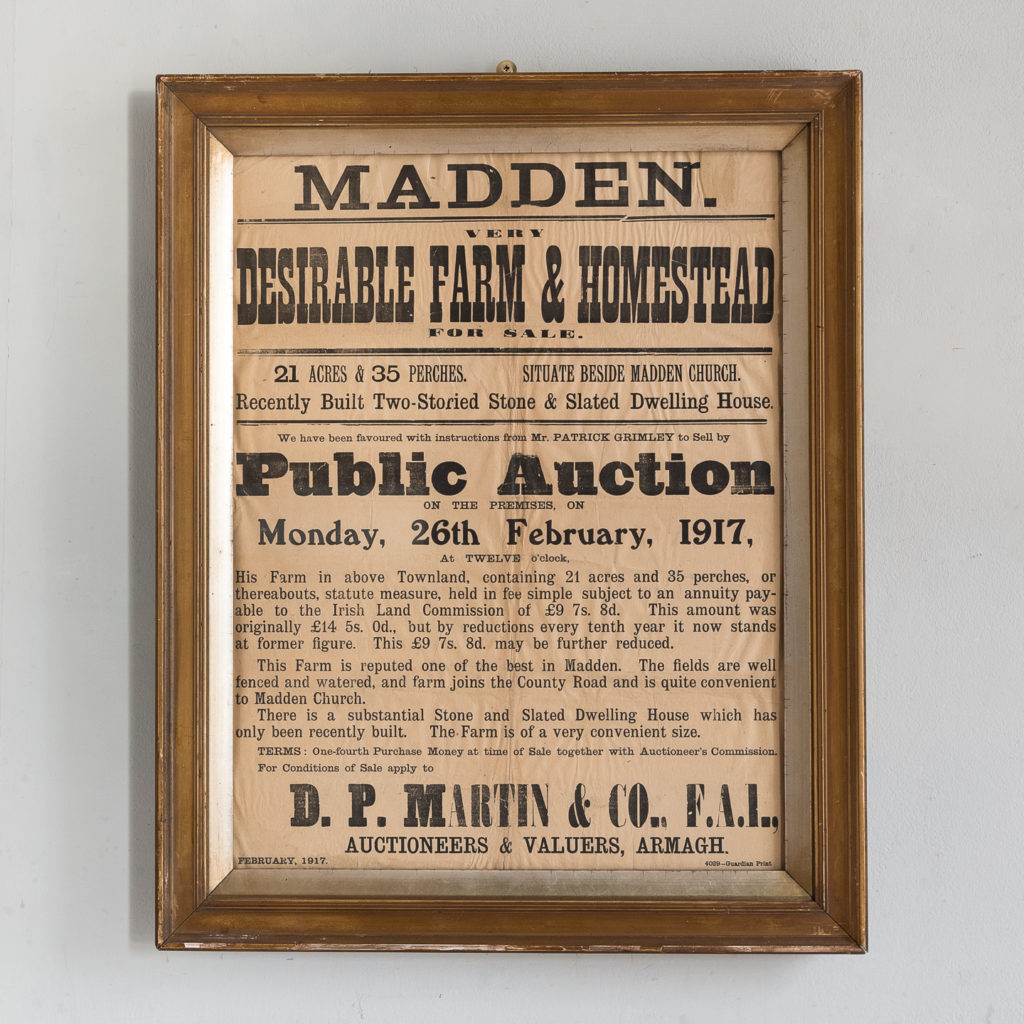 MADDEN.
VERY
DESIRABLE FARM & HOMESTEAD
FOR SALE.
21 ACRES & 35 PERCHES. SITUATE BESIDE MADDEN CHURCH.
Recently Built Two-Storied Stone & Slated Dwelling House.
We have been favoured with instructions from Mr. PATRICK GRIMLEY to Sell by
Public Auction
ON THE PREMISES, ON
Monday, 26th February, 1917,
At TWELVE o'clock,
His Farm in above Townland, containing 21 acres and 35 perches, or
thereabouts, statute measure, held in fee simple subject to an annuity pay-
able to the Irish Land Commission of £9 7s. 8d. This amount was
originally £14 5s. 0d., but by reductions every tenth year it now stands
at former figure. This £9 7s. 8d. may be further reduced.
This Farm is reputed one of the best in Madden. The fields are well
fenced and watered, and farm joins the County Road and is quite convenient
to Madden Church.
There is a substantial Stone and Slated Dwelling House which has
only been recently built. The Farm is of a very convenient size.
TERMS: One-fourth Purchase Money at time of Sale together with Auctioneer's Commission.
For Conditions of Sale apply to
D. P. MARTIN & CO., F.A.I.,
AUCTIONEERS & VALUERS, ARMAGH.
FEBRUARY, 1917. 4029—Guardian Print